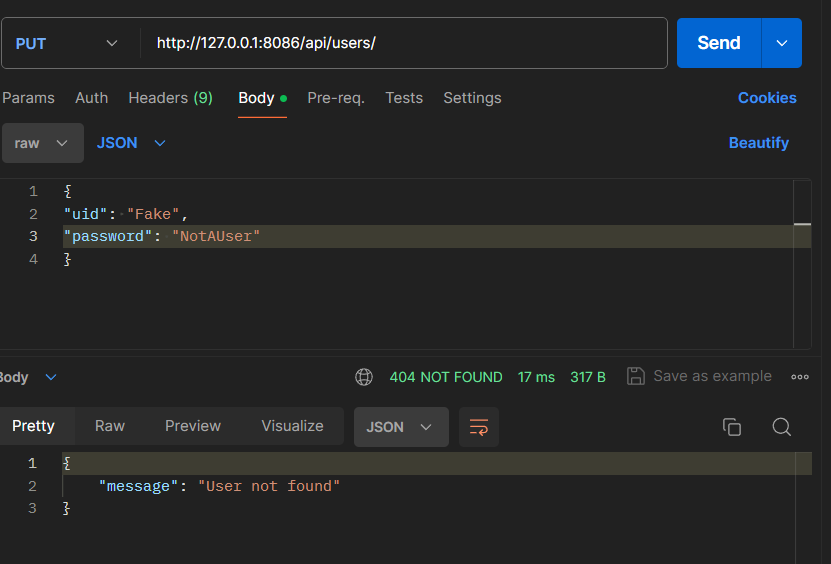 PUT http://127.0.0.1:8086/api/users/ Send
Params Auth Headers (9) Body Pre-req. Tests Settings Cookies
raw JSON Beautify
1 {
2 "uid": "Fake",
3 "password": "NotAUser"
4 }
Body 404 NOT FOUND 17 ms 317 B Save as example
Pretty Raw Preview Visualize JSON
1 {
2 "message": "User not found"
3 }